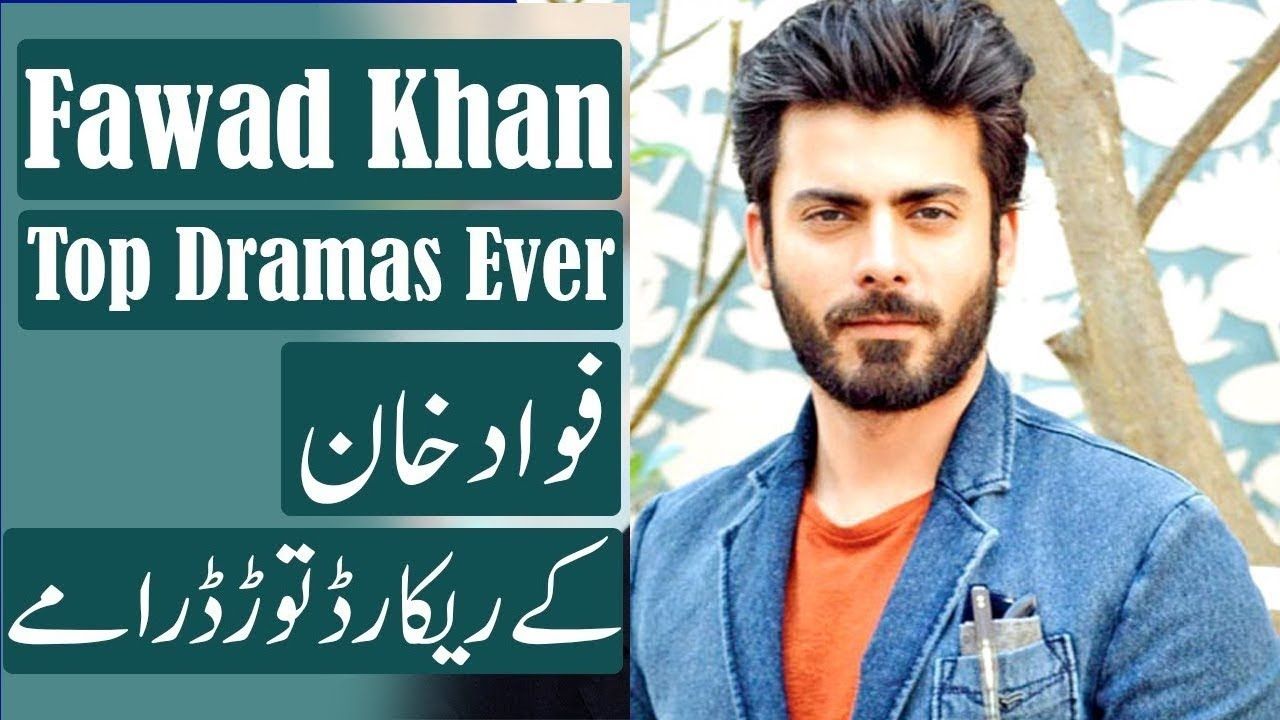 Fawad Khan
Top Dramas Ever
فواد خان
کے ریکارڈ توڑ ڈرامے